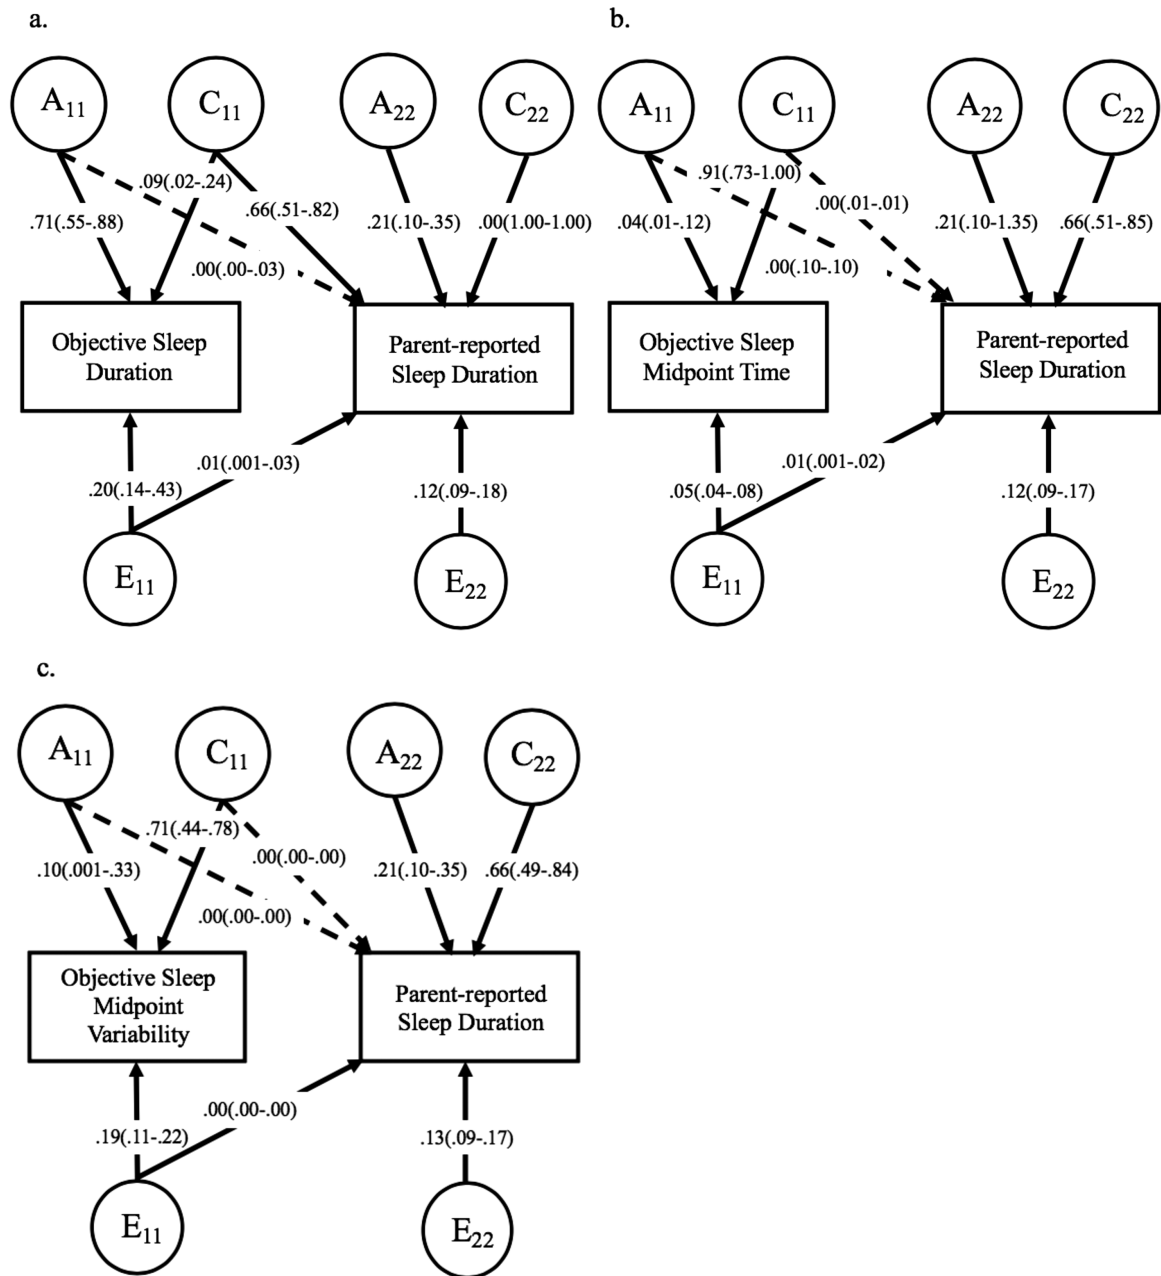 a.
A₁₁
C₁₁
A₂₂
C₂₂
.09(.02-.24)
.71(.55-.88)
.66(.51-.82)
.21(.10-.35)
.00(1.00-1.00)
.00(.00-.03)
Objective Sleep
Duration
Parent-reported
Sleep Duration
.01(.001-.03)
.20(.14-.43)
.12(.09-.18)
E₁₁
E₂₂
b.
A₁₁
C₁₁
A₂₂
C₂₂
.91(.73-1.00)
.04(.01-.12)
.00(.01-.01)
.21(.10-1.35)
.66(.51-.85)
.00(.10-.10)
Objective Sleep
Midpoint Time
Parent-reported
Sleep Duration
.01(.001-.02)
.05(.04-.08)
.12(.09-.17)
E₁₁
E₂₂
c.
A₁₁
C₁₁
A₂₂
C₂₂
.71(.44-.78)
.10(.001-.33)
.00(.00-.00)
.21(.10-.35)
.66(.49-.84)
.00(.00-.00)
Objective Sleep
Midpoint
Variability
Parent-reported
Sleep Duration
.00(.00-.00)
.19(.11-.22)
.13(.09-.17)
E₁₁
E₂₂